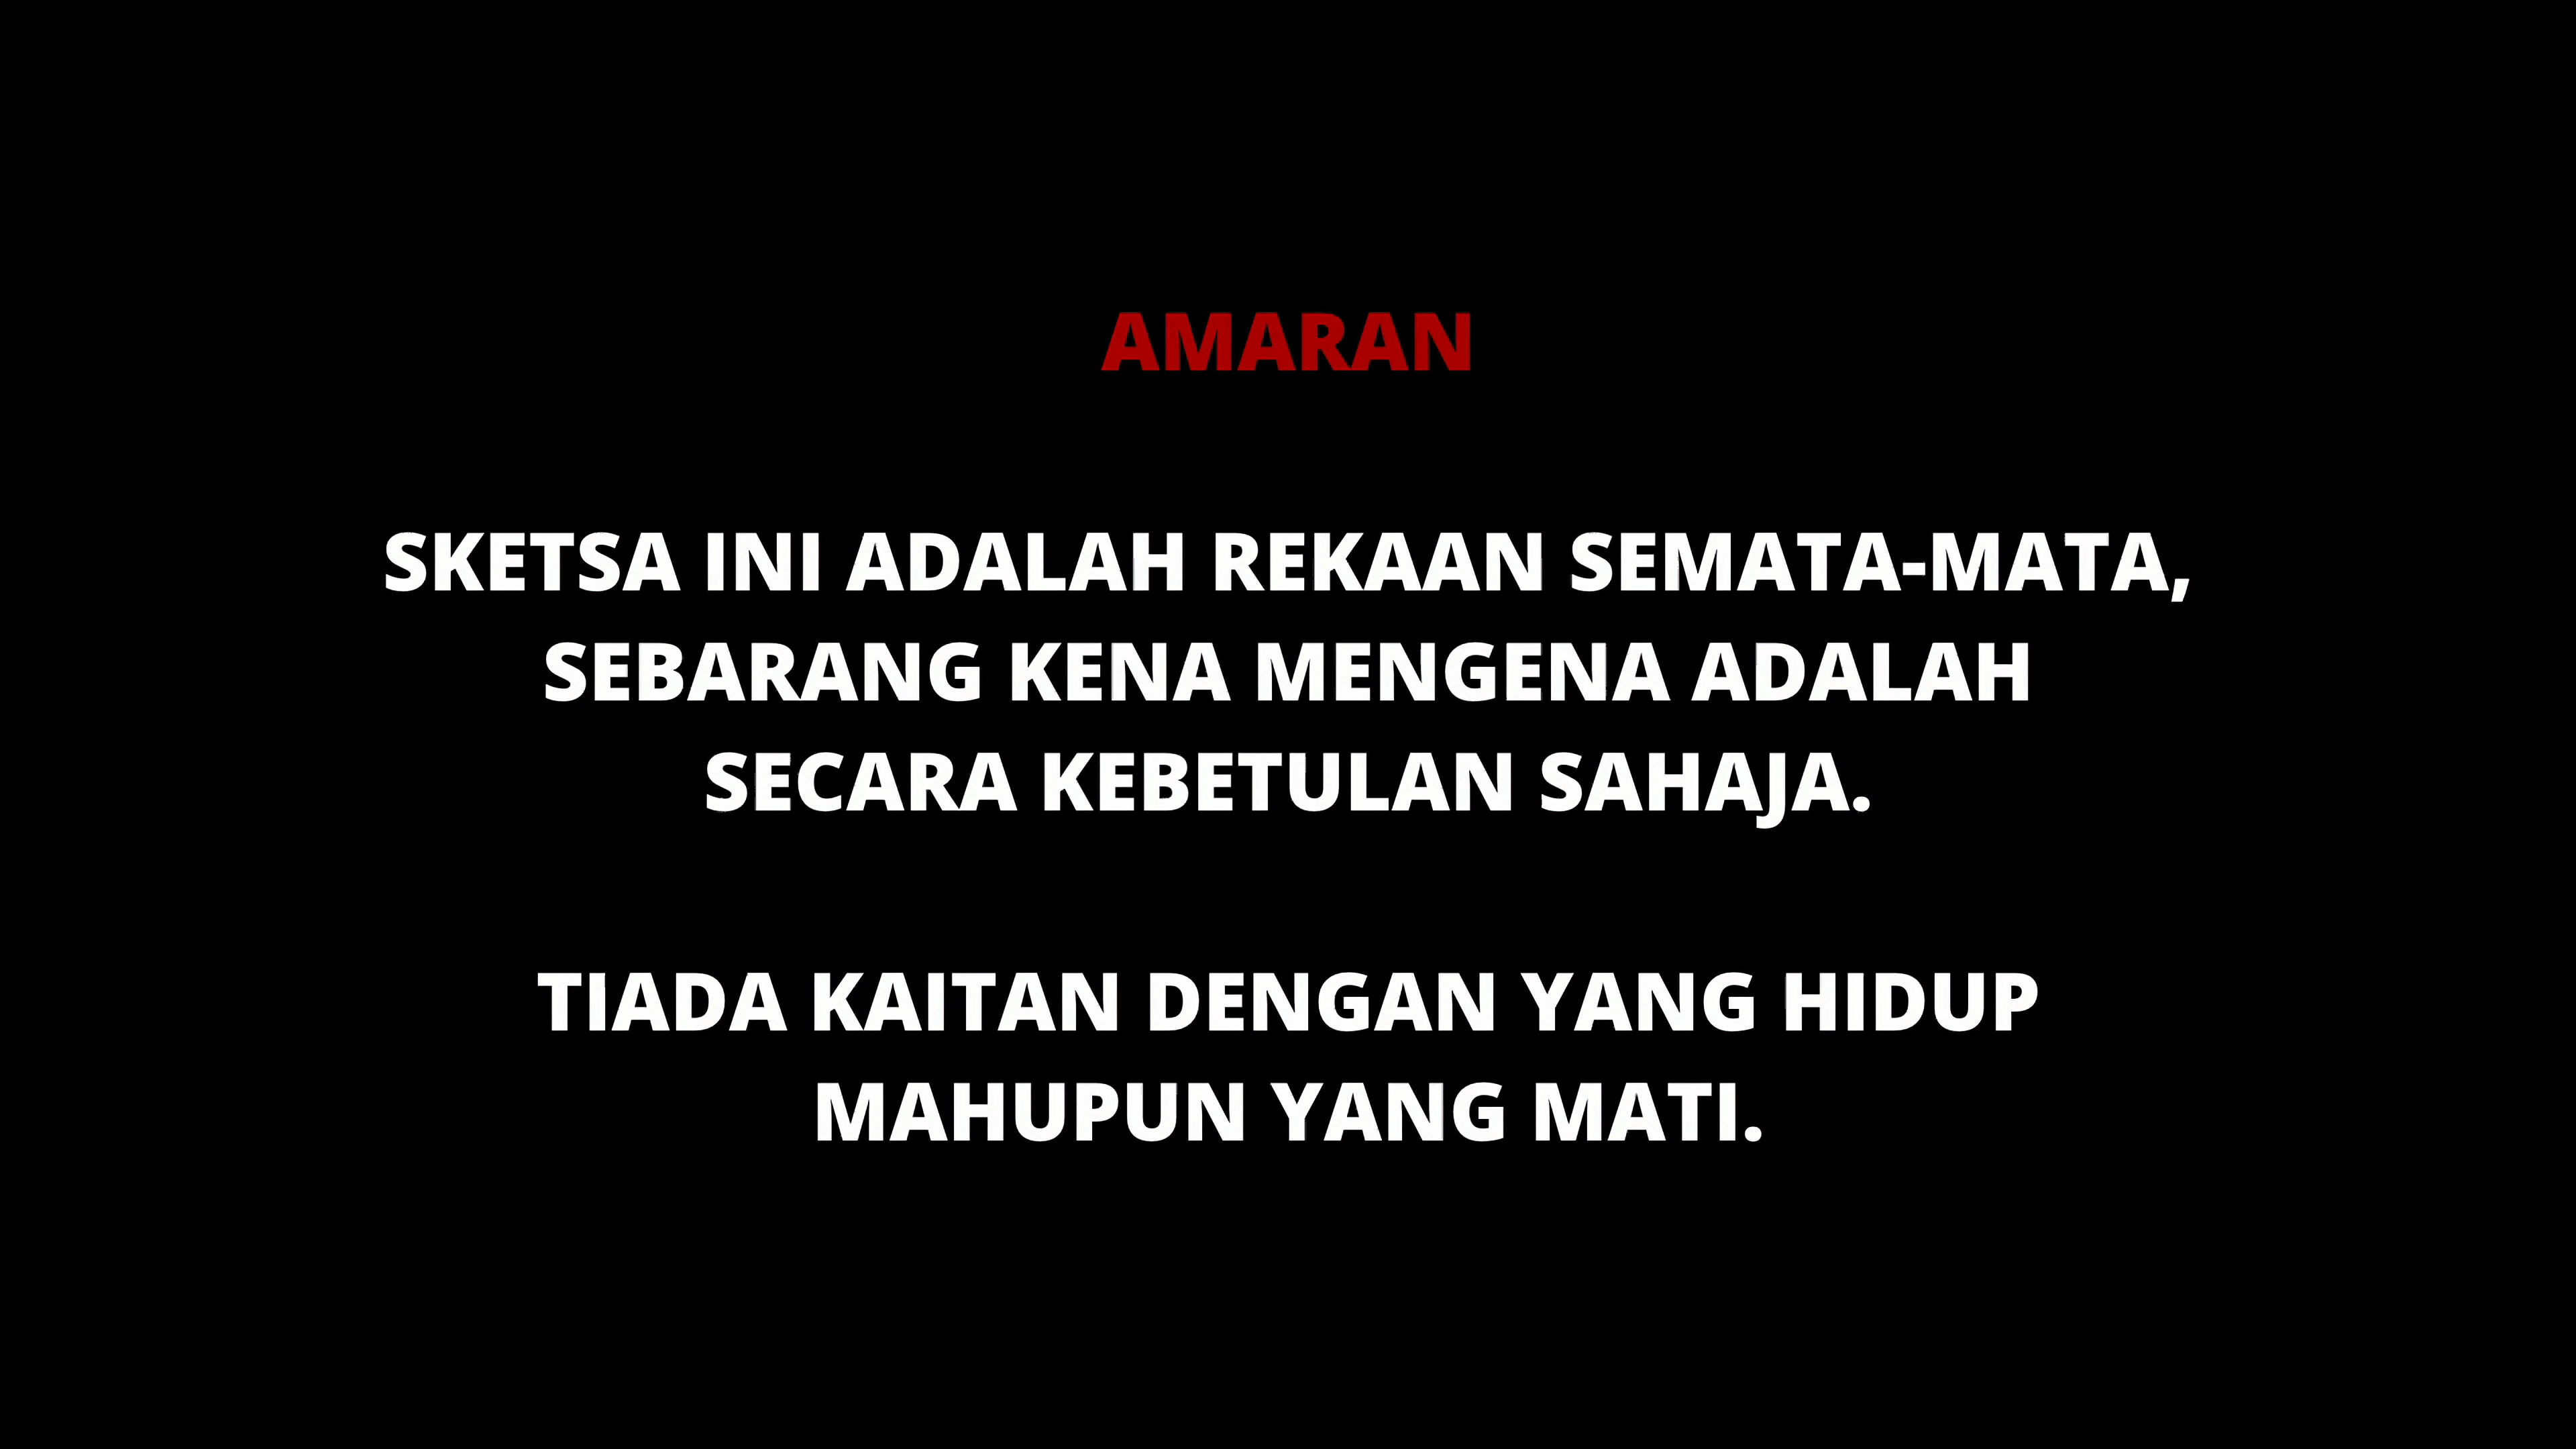 AMARAN
SKETSA INI ADALAH REKAAN SEMATA-MATA,
SEBARANG KENA MENGENA ADALAH
SECARA KEBETULAN SAHAJA.
TIADA KAITAN DENGAN YANG HIDUP
MAHUPUN YANG MATI.